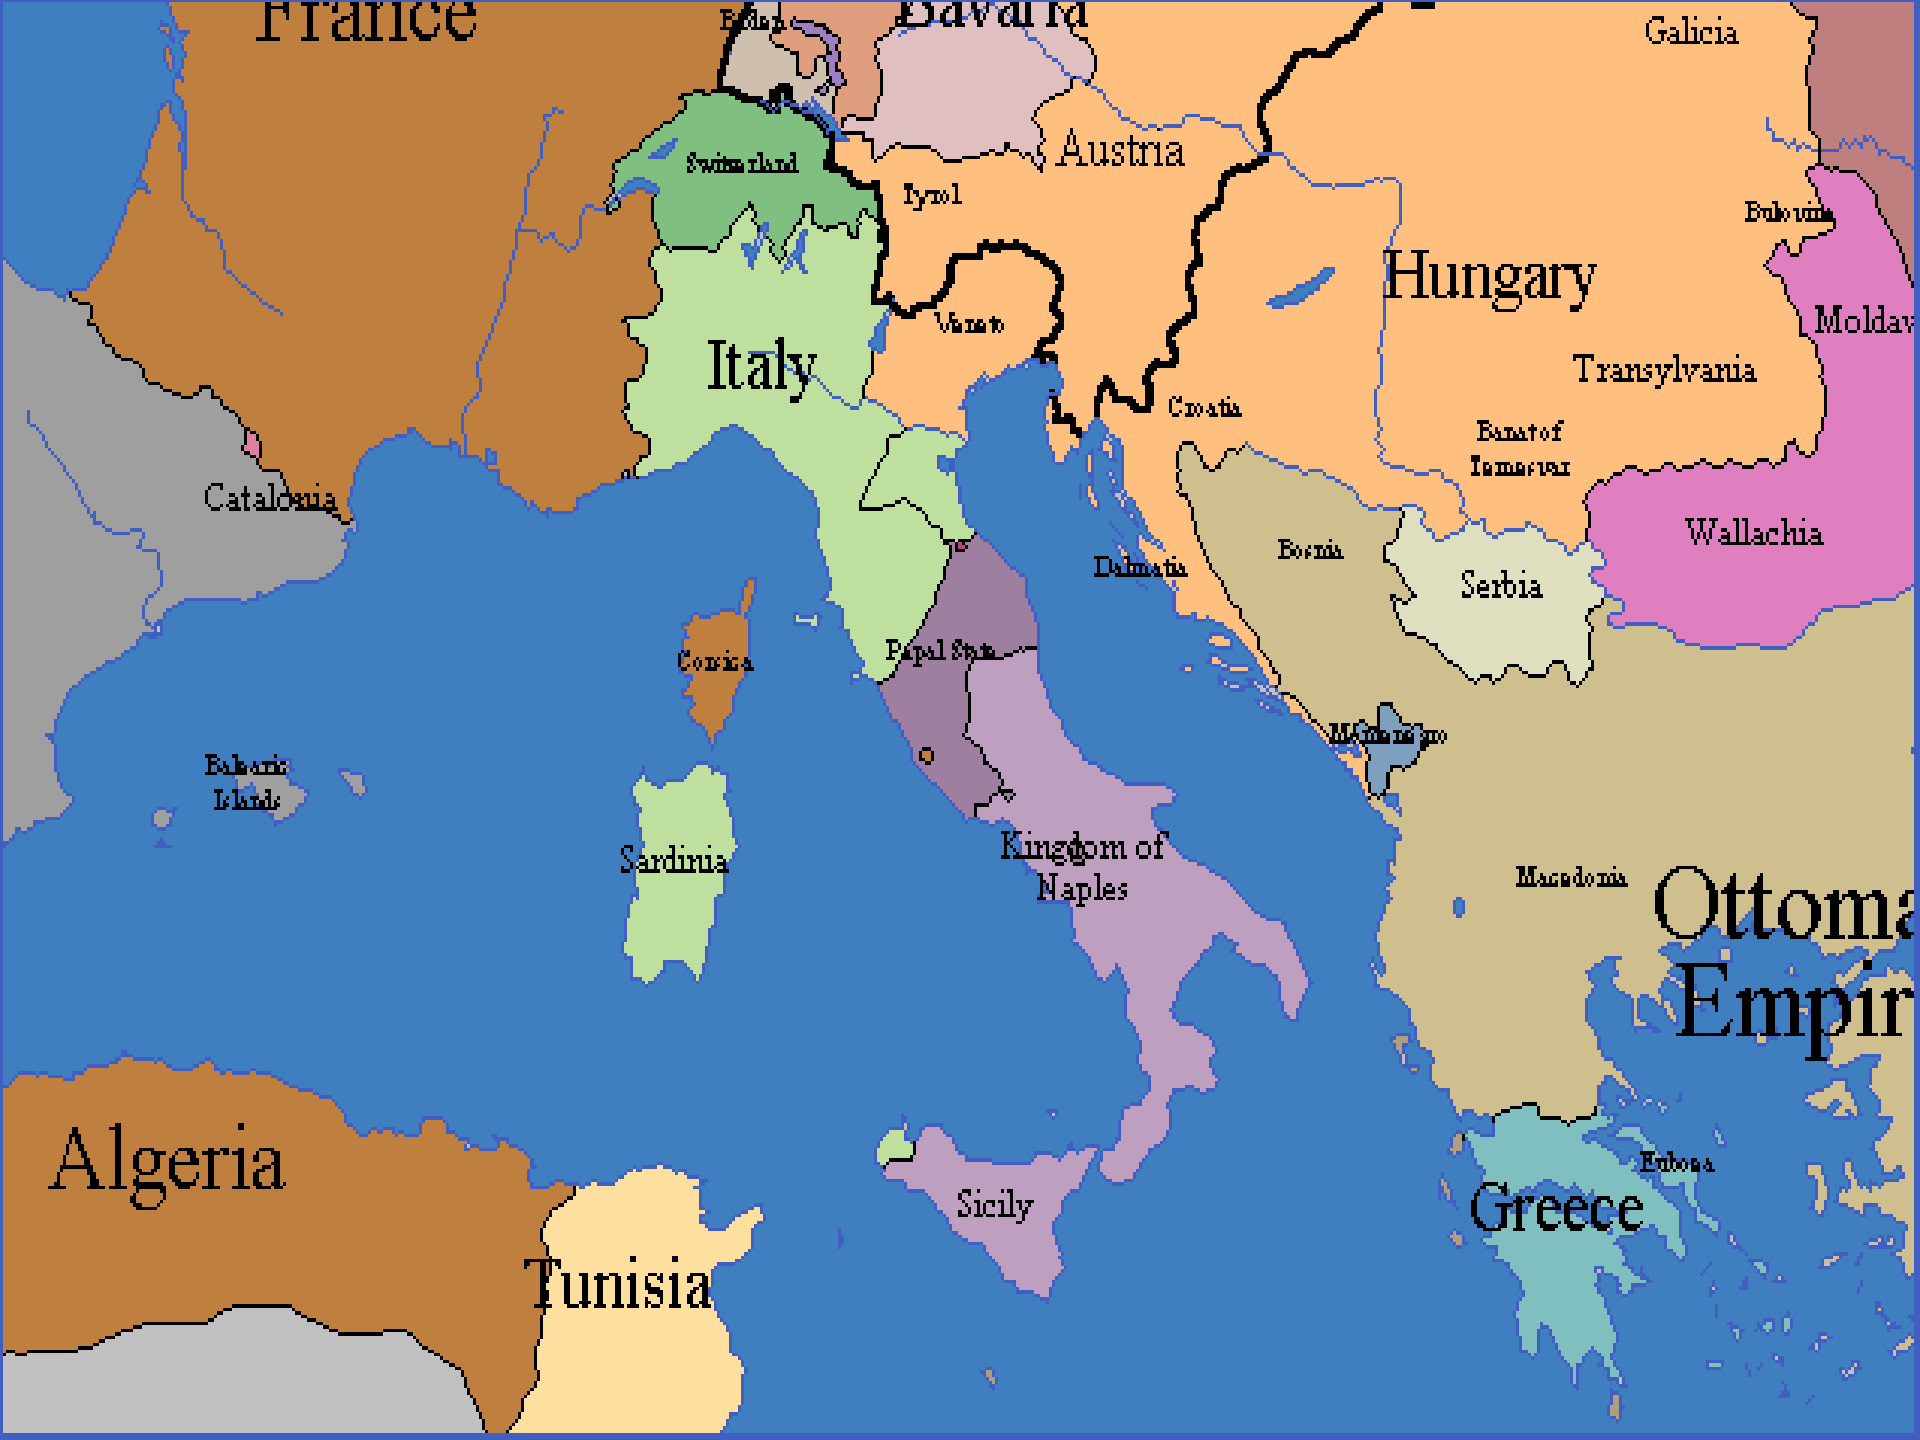 France
Baden
Bavaria
Galicia
Switzerland
Austria
Tyrol
Bukovina
Hungary
Moldav
Veneto
Italy
Transylvania
Croatia
Banat of
Temesvar
Catalonia
Wallachia
Bosnia
Dalmatia
Serbia
Papal State
Corsica
Montenegro
Balearic
Islands
Kingdom of
Naples
Sardinia
Macedonia
Ottoma
Empir
Algeria
Euboea
Sicily
Greece
Tunisia